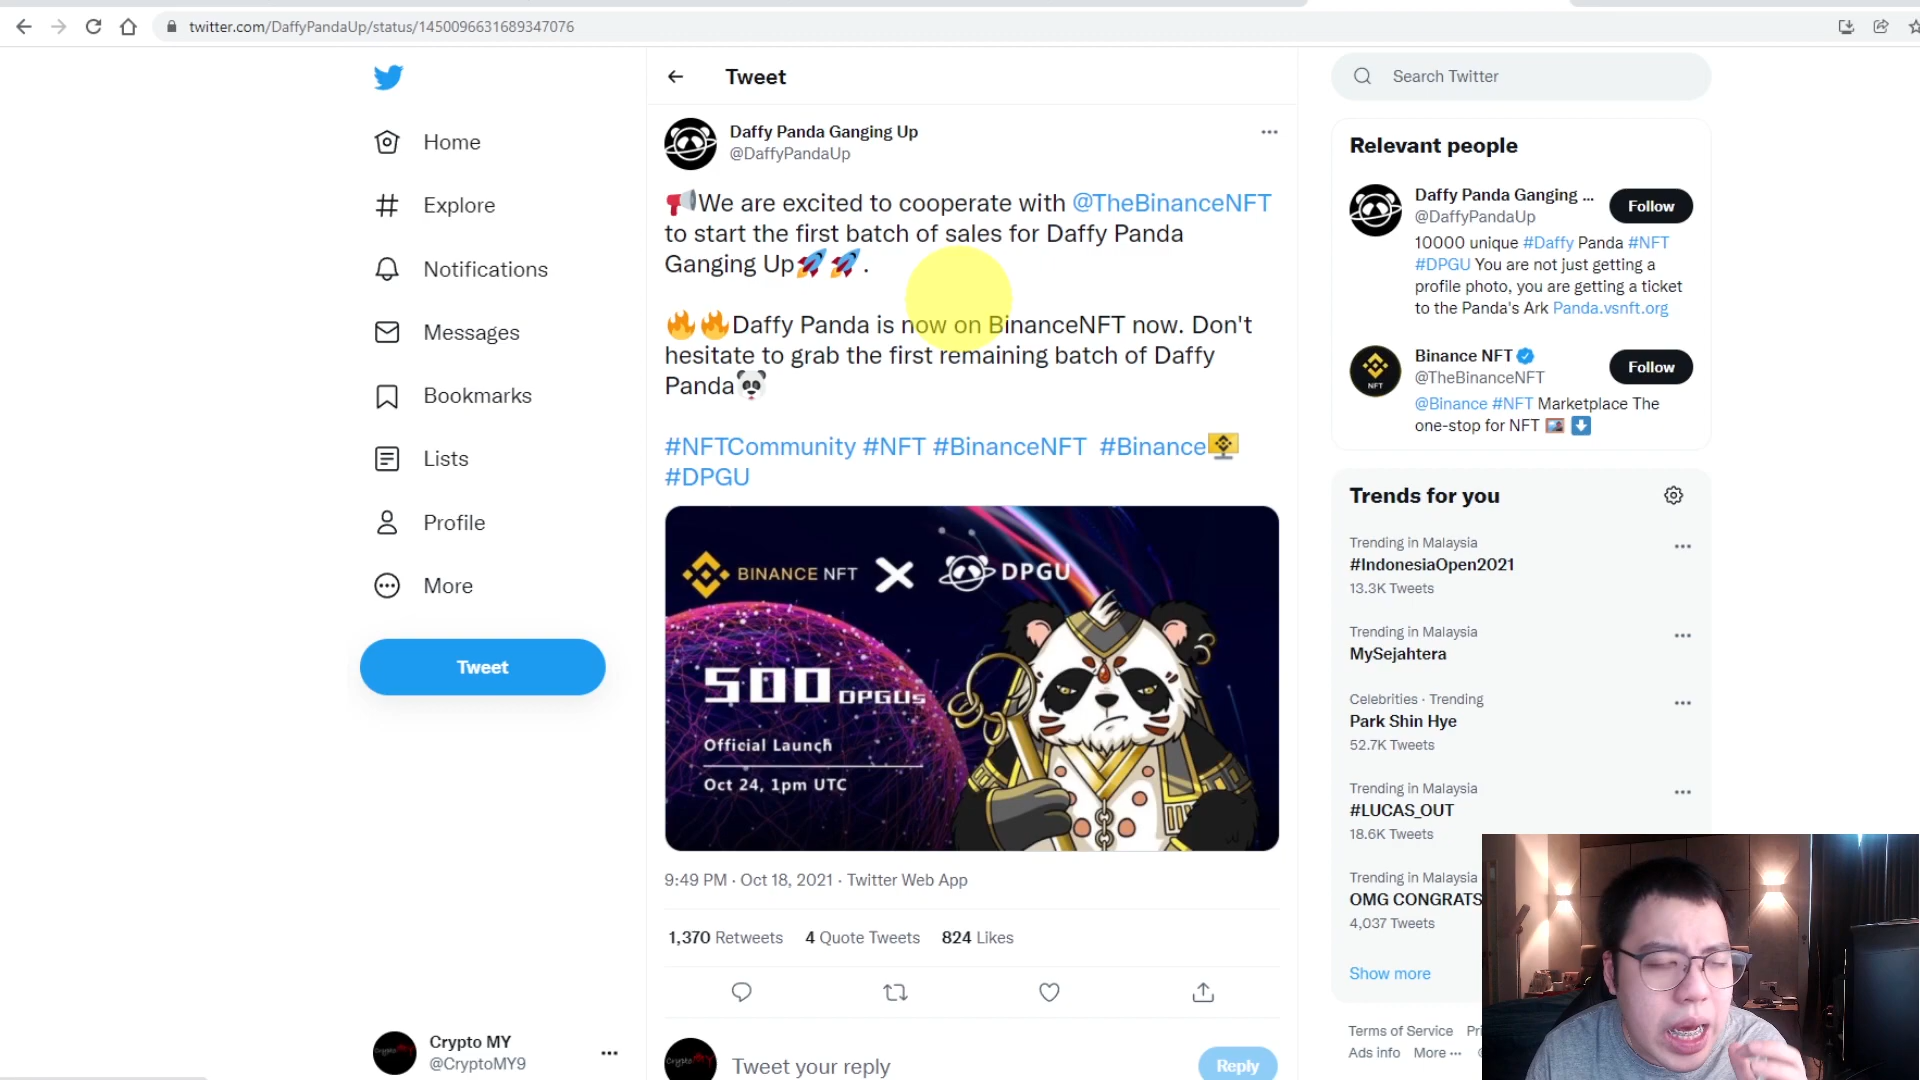 twitter.com/DaffyPandaUp/status/1450096631689347076
Home
Explore
Notifications
Messages
Bookmarks
Lists
Profile
More
Tweet
Crypto MY
@CryptoMY9
Tweet
Daffy Panda Ganging Up
@DaffyPandaUp
📢We are excited to cooperate with @TheBinanceNFT
to start the first batch of sales for Daffy Panda
Ganging Up🚀🚀.
🔥🔥Daffy Panda is now on BinanceNFT now. Don't
hesitate to grab the first remaining batch of Daffy
Panda🐼
#NFTCommunity #NFT #BinanceNFT #Binance
#DPGU
BINANCE NFT X DPGU
500 DPGUs
Official Launch
Oct 24, 1pm UTC
9:49 PM · Oct 18, 2021 · Twitter Web App
1,370 Retweets 4 Quote Tweets 824 Likes
Tweet your reply
Reply
Search Twitter
Relevant people
Daffy Panda Ganging ...
@DaffyPandaUp
Follow
10000 unique #Daffy Panda #NFT
#DPGU You are not just getting a
profile photo, you are getting a ticket
to the Panda's Ark Panda.vsnft.org
Binance NFT
@TheBinanceNFT
Follow
NFT
@Binance #NFT Marketplace The
one-stop for NFT 🖼️ ⬇️
Trends for you
Trending in Malaysia
#IndonesiaOpen2021
13.3K Tweets
Trending in Malaysia
MySejahtera
Celebrities · Trending
Park Shin Hye
52.7K Tweets
Trending in Malaysia
#LUCAS_OUT
18.6K Tweets
Trending in Malaysia
OMG CONGRATS
4,037 Tweets
Show more
Terms of Service Pri
Ads info More ···